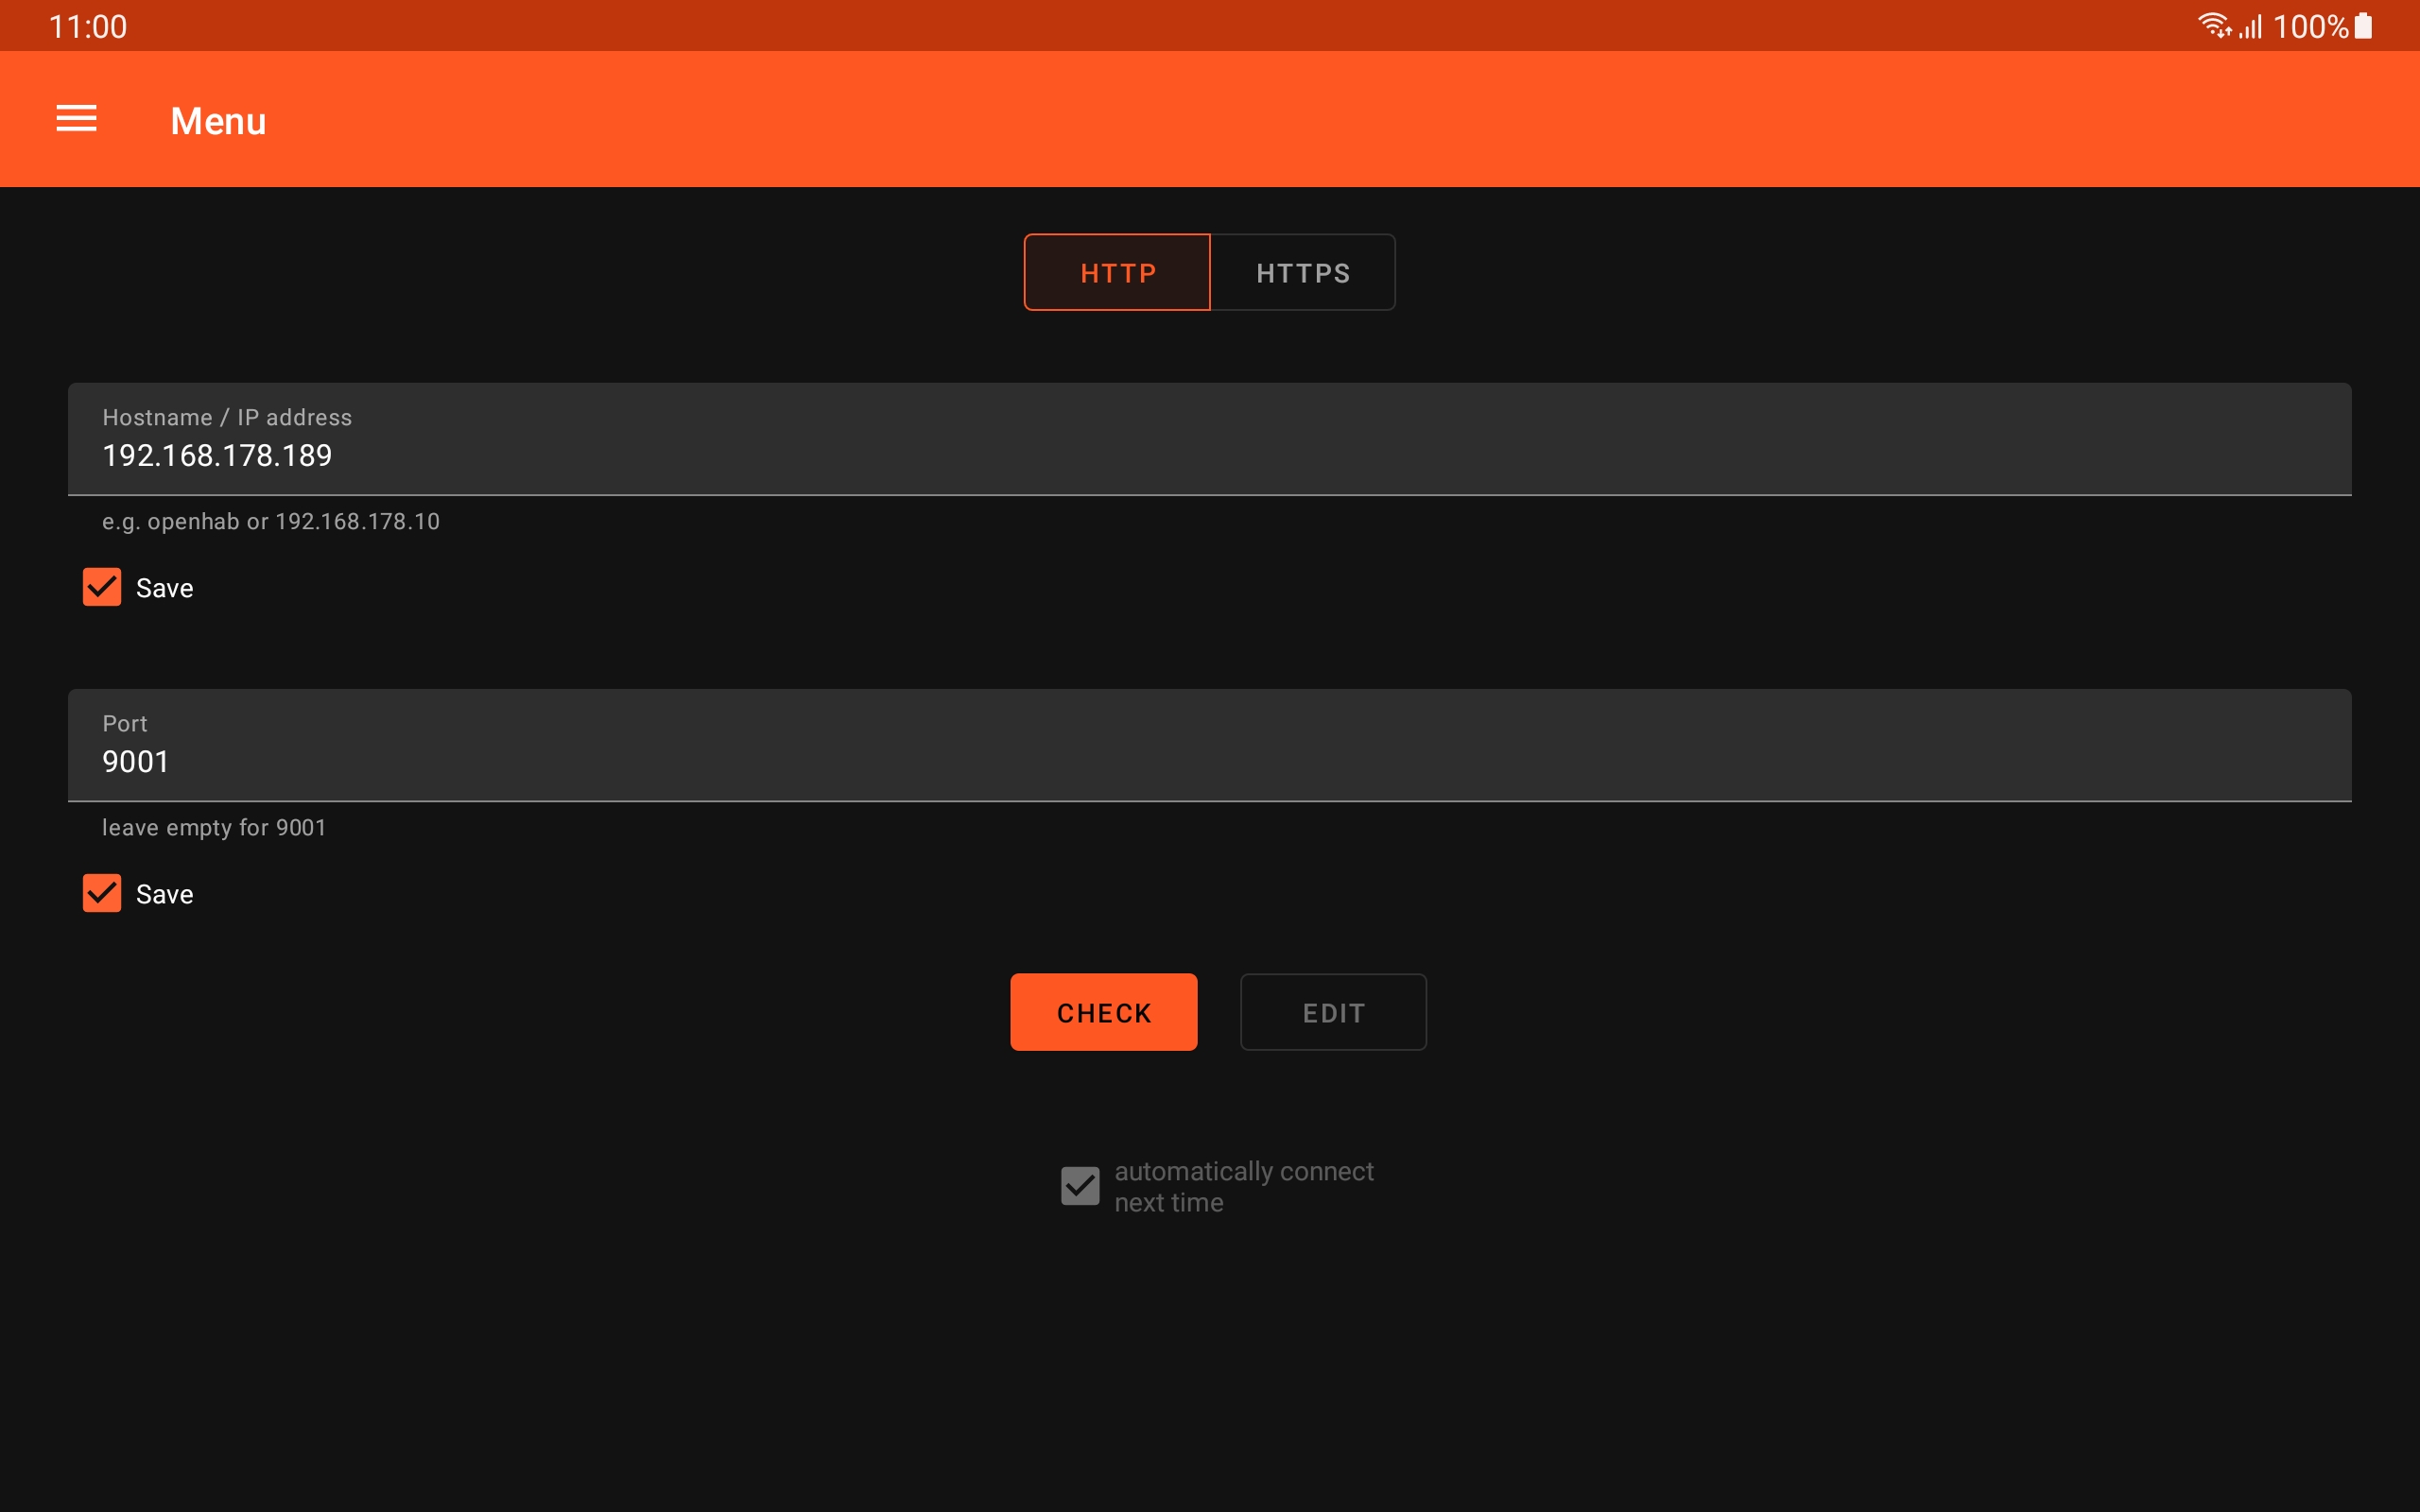 11:00
100%
Menu
HTTP
HTTPS
Hostname / IP address
192.168.178.189
e.g. openhab or 192.168.178.10
Save
Port
9001
leave empty for 9001
Save
CHECK
EDIT
automatically connect
next time